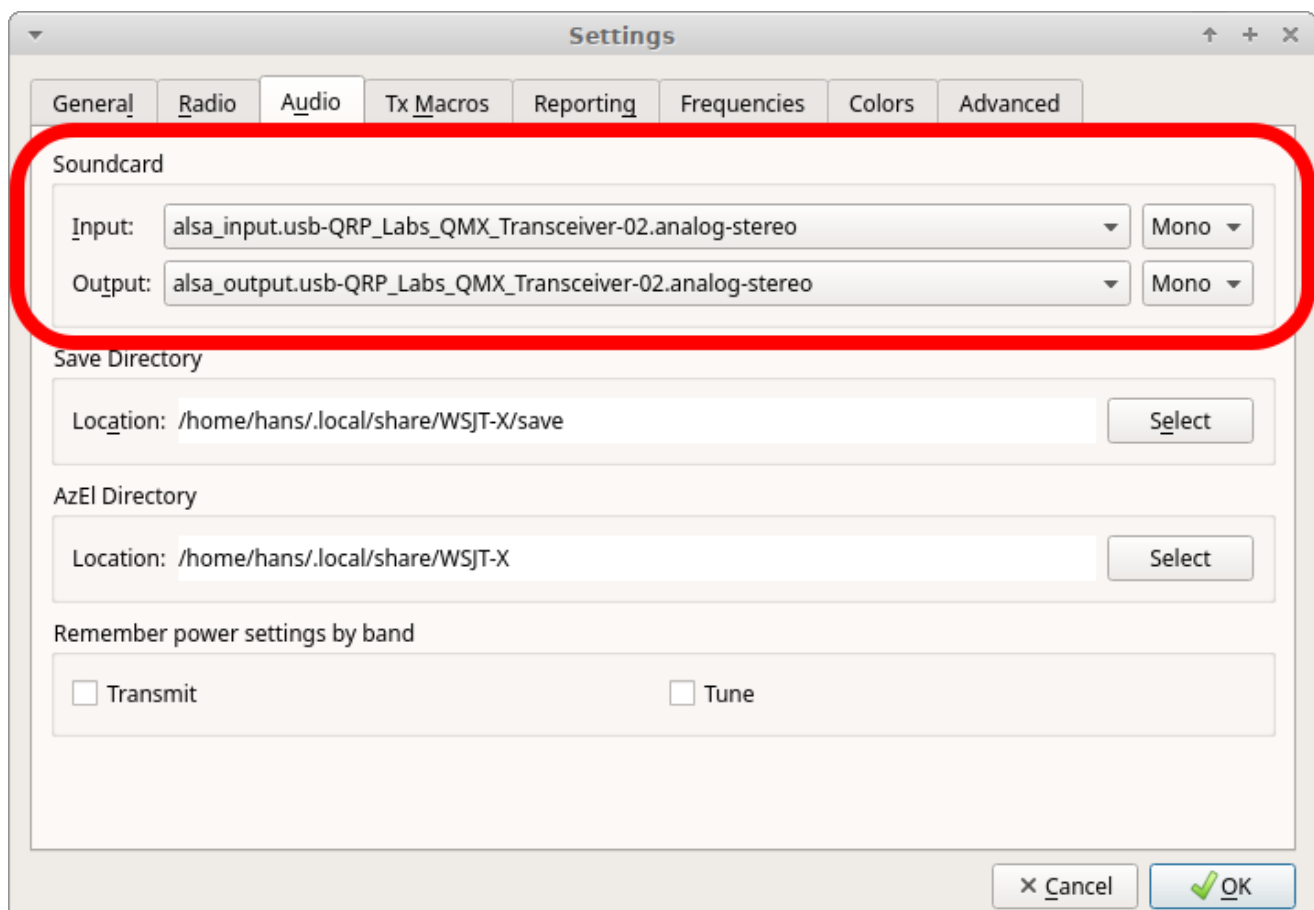 Settings
General Radio Audio Tx Macros Reporting Frequencies Colors Advanced
Soundcard
Input: alsa_input.usb-QRP_Labs_QMX_Transceiver-02.analog-stereo Mono
Output: alsa_output.usb-QRP_Labs_QMX_Transceiver-02.analog-stereo Mono
Save Directory
Location: /home/hans/.local/share/WSJT-X/save Select
AzEl Directory
Location: /home/hans/.local/share/WSJT-X Select
Remember power settings by band
Transmit Tune
Cancel OK